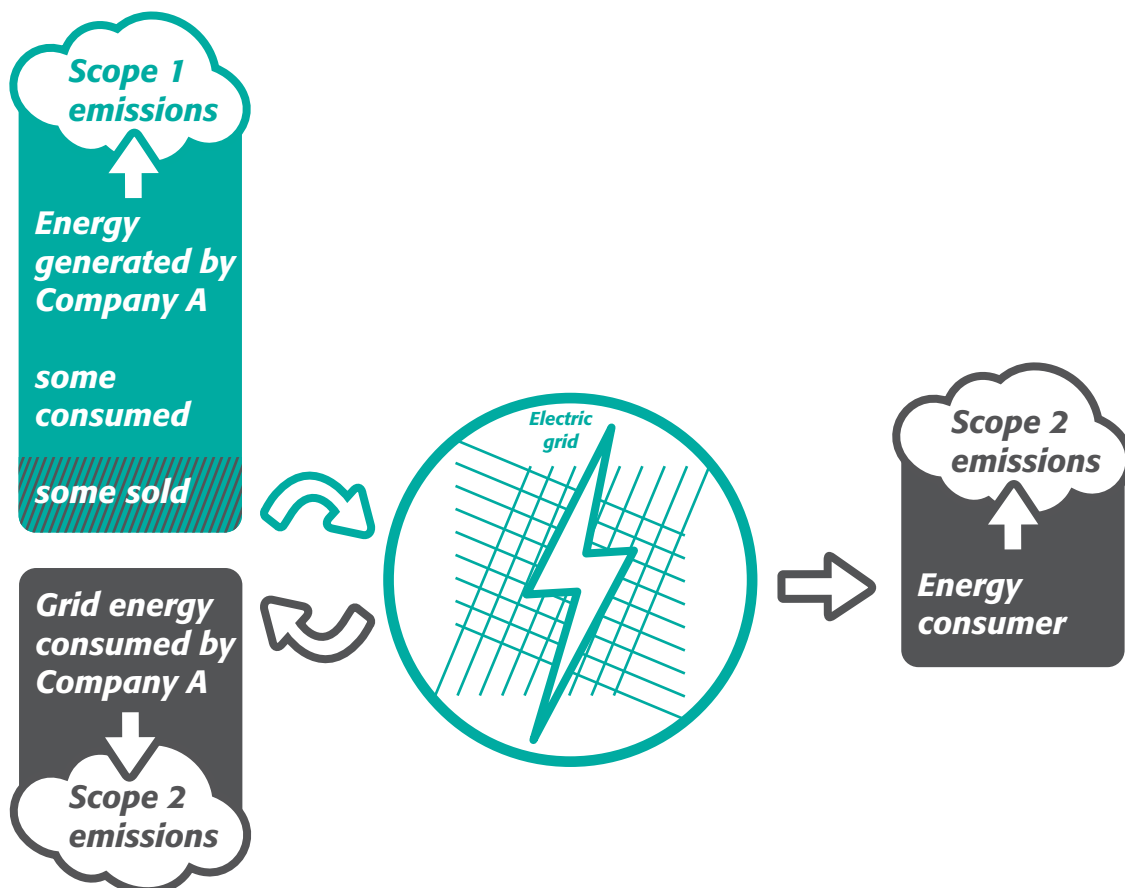 Scope 1
emissions
Energy
generated by
Company A
some
consumed
some sold
Grid energy
consumed by
Company A
Scope 2
emissions
Electric
grid
Scope 2
emissions
Energy
consumer